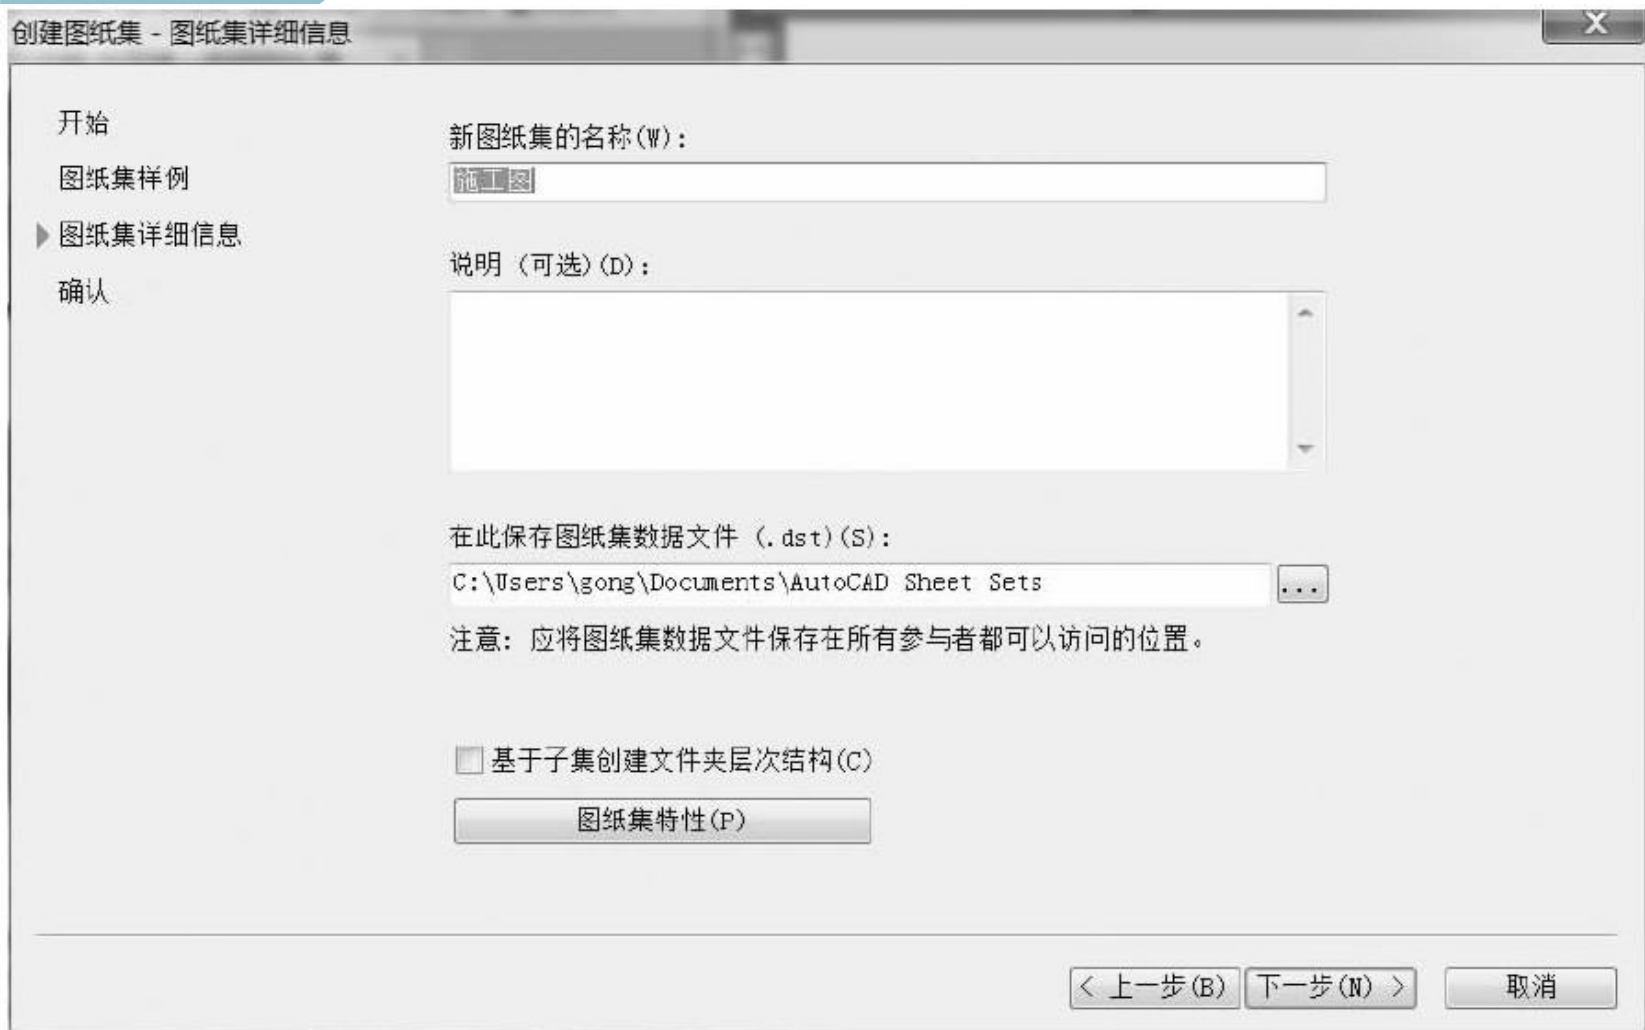 创建图纸集 - 图纸集详细信息
开始
图纸集样例
图纸集详细信息
确认
新图纸集的名称(W):
施工图
说明 (可选)(D):
在此保存图纸集数据文件 (.dst)(S):
C:\Users\gong\Documents\AutoCAD Sheet Sets
...
注意: 应将图纸集数据文件保存在所有参与者都可以访问的位置。
基于子集创建文件夹层次结构(C)
图纸集特性(P)
< 上一步(B) 下一步(N) > 取消